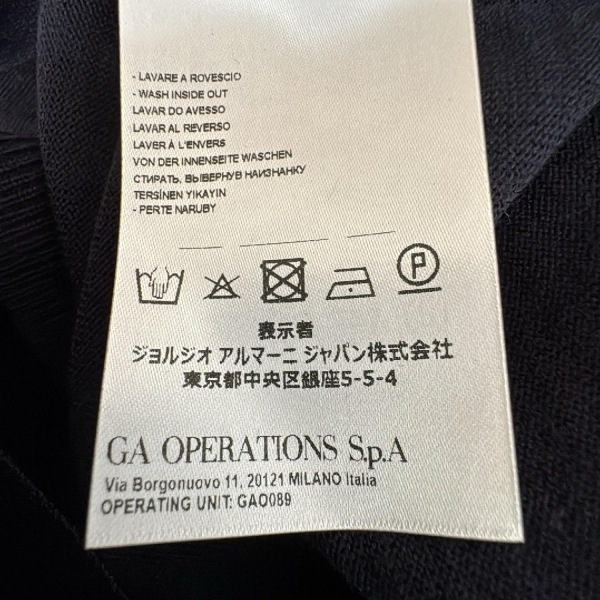 - LAVARE A ROVESCIO
- WASH INSIDE OUT
LAVAR DO AVESSO
LAVAR AL REVERSO
LAVER À L'ENVERS
VON DER INNENSEITE WASCHEN
СТИРАТЬ, ВЫВЕРНУВ НАИЗНАНКУ
TERSİNEN YIKAYIN
- PERTE NARUBY
P
表示者
ジョルジオ アルマーニ ジャパン株式会社
東京都中央区銀座5-5-4
GA OPERATIONS S.p.A
Via Borgonuovo 11, 20121 MILANO Italia
OPERATING UNIT: GAO089